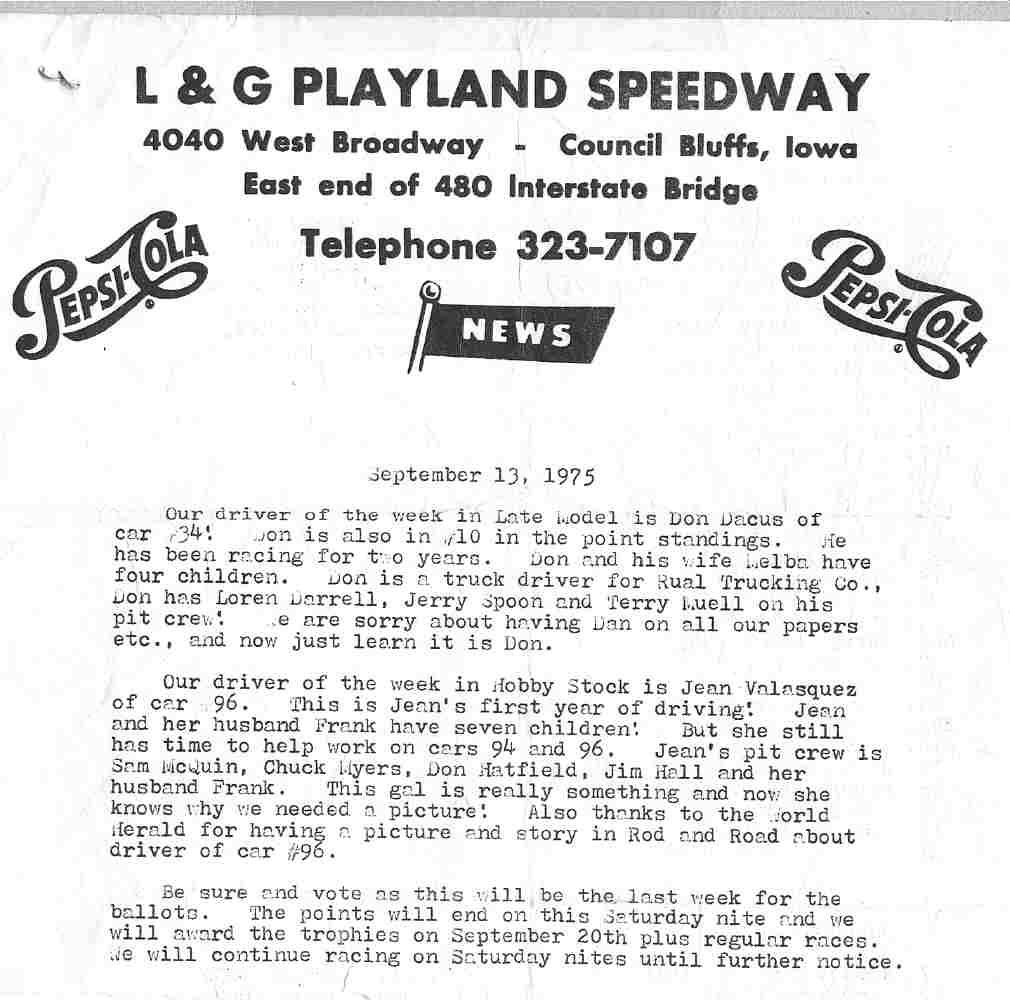 L & G PLAYLAND SPEEDWAY
4040 West Broadway - Council Bluffs, Iowa
East end of 480 Interstate Bridge
Telephone 323-7107
PEPSI-COLA
PEPSI-COLA
NEWS
September 13, 1975
Our driver of the week in Late Model is Don Dacus of
car #34! Don is also in #10 in the point standings. He
has been racing for two years. Don and his wife Melba have
four children. Don is a truck driver for Rual Trucking Co.,
Don has Loren Darrell, Jerry Spoon and Terry Muell on his
pit crew! We are sorry about having Dan on all our papers
etc., and now just learn it is Don.
Our driver of the week in Hobby Stock is Jean Valasquez
of car #96. This is Jean's first year of driving! Jean
and her husband Frank have seven children! But she still
has time to help work on cars 94 and 96. Jean's pit crew is
Sam McQuin, Chuck Myers, Don Hatfield, Jim Hall and her
husband Frank. This gal is really something and now she
knows why we needed a picture! Also thanks to the World
Herald for having a picture and story in Rod and Road about
driver of car #96.
Be sure and vote as this will be the last week for the
ballots. The points will end on this Saturday nite and we
will award the trophies on September 20th plus regular races.
We will continue racing on Saturday nites until further notice.